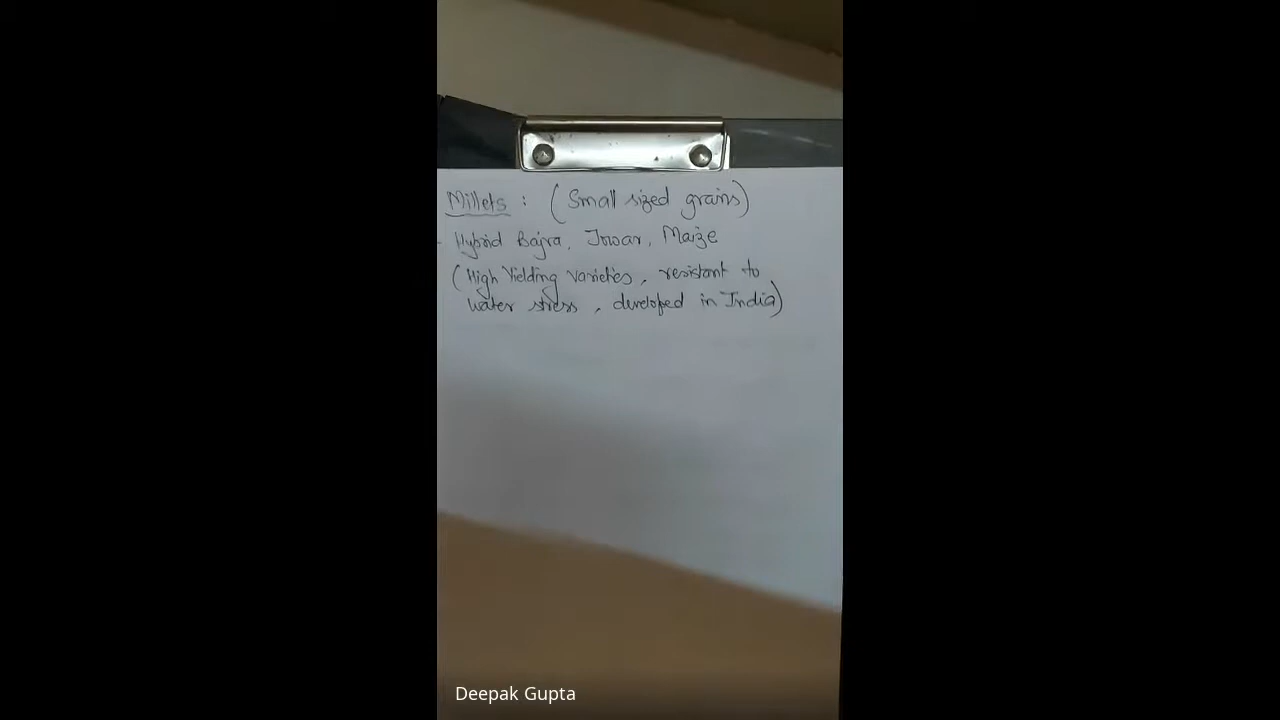 Millets : (Small sized grains)
- Hybrid Bajra, Jowar, Maize
(High Yielding varieties, resistant to
water stress, developed in India)
Deepak Gupta